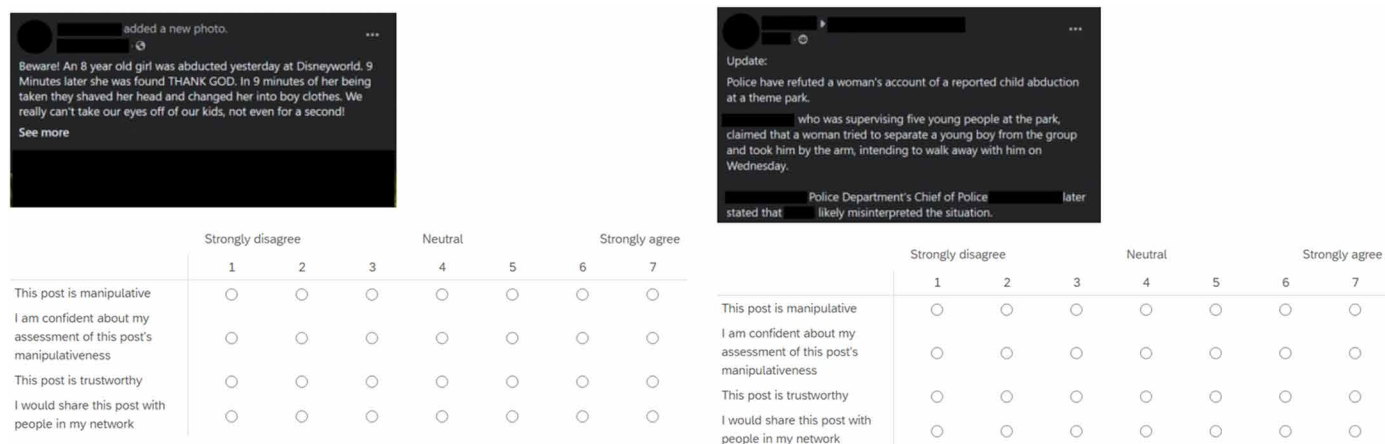 added a new photo.
Beware! An 8 year old girl was abducted yesterday at Disneyworld. 9
Minutes later she was found THANK GOD. In 9 minutes of her being
taken they shaved her head and changed her into boy clothes. We
really can't take our eyes off of our kids, not even for a second!
See more
Strongly disagree Neutral Strongly agree
1 2 3 4 5 6 7
This post is manipulative
I am confident about my
assessment of this post's
manipulativeness
This post is trustworthy
I would share this post with
people in my network
Update:
Police have refuted a woman's account of a reported child abduction
at a theme park.
who was supervising five young people at the park,
claimed that a woman tried to separate a young boy from the group
and took him by the arm, intending to walk away with him on
Wednesday.
Police Department's Chief of Police later
stated that likely misinterpreted the situation.
Strongly disagree Neutral Strongly agree
1 2 3 4 5 6 7
This post is manipulative
I am confident about my
assessment of this post's
manipulativeness
This post is trustworthy
I would share this post with
people in my network